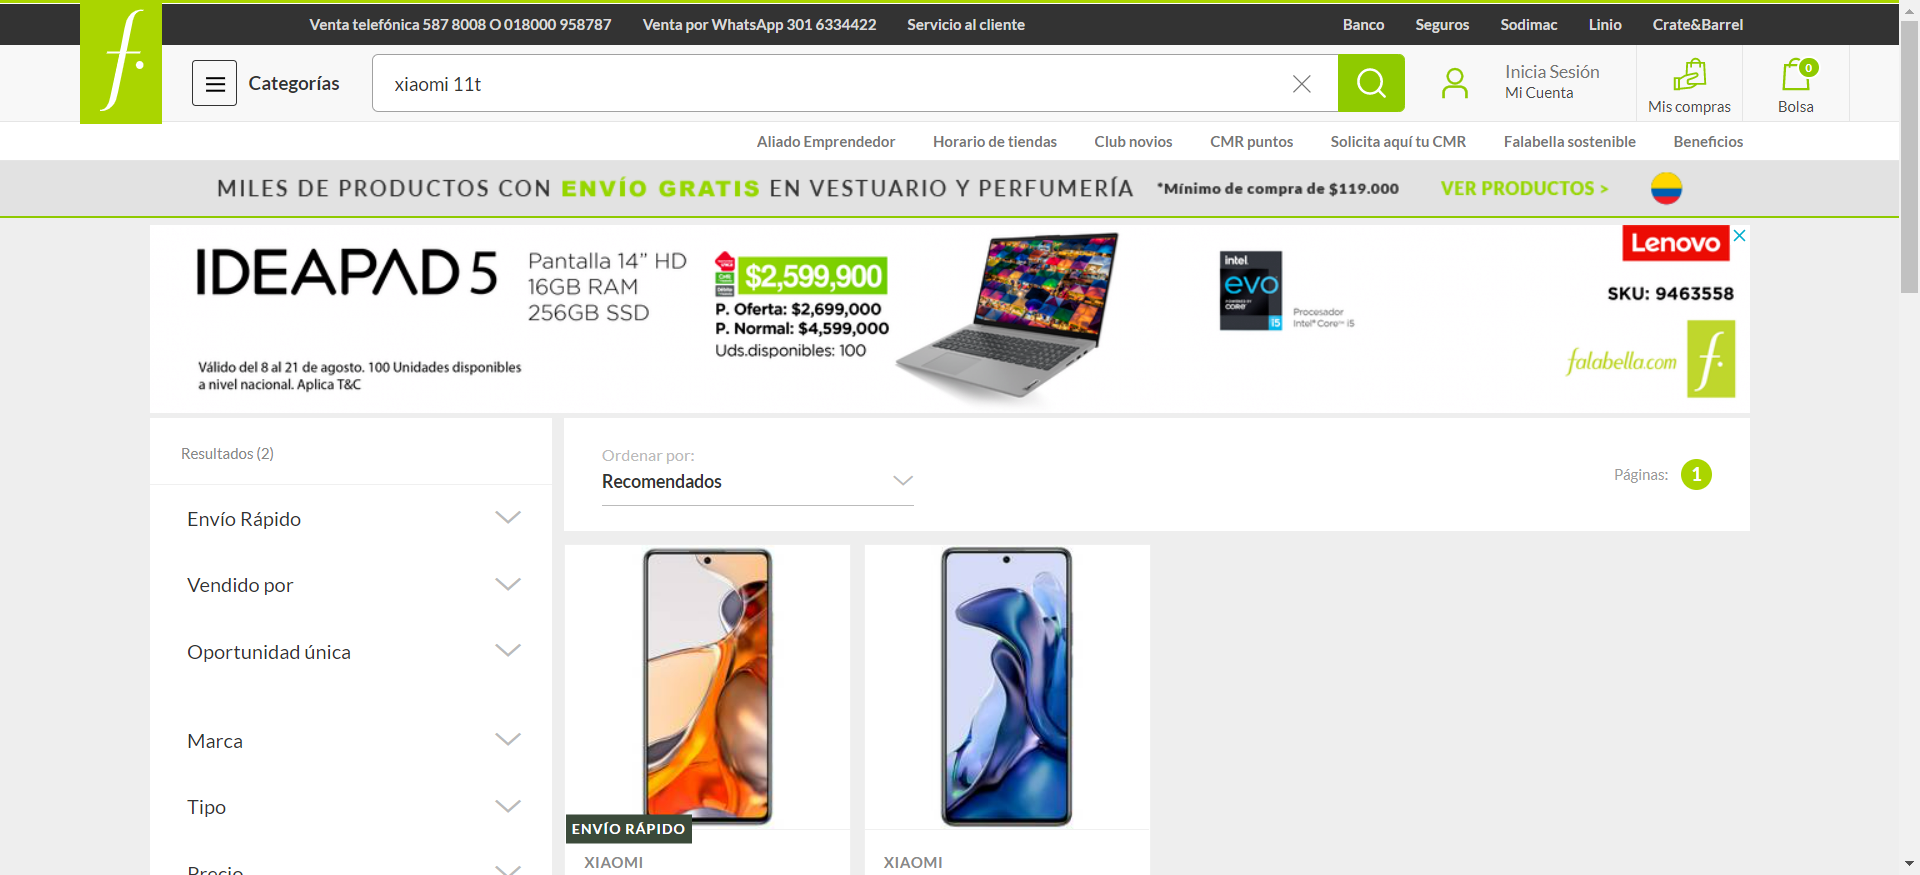 Venta telefónica 587 8008 O 018000 958787 Venta por WhatsApp 301 6334422 Servicio al cliente Banco Seguros Sodimac Linio Crate&Barrel
f.
Categorías xiaomi 11t
Inicia Sesión
Mi Cuenta
Mis compras
0
Bolsa
Aliado Emprendedor Horario de tiendas Club novios CMR puntos Solicita aquí tu CMR Falabella sostenible Beneficios
MILES DE PRODUCTOS CON ENVÍO GRATIS EN VESTUARIO Y PERFUMERÍA *Mínimo de compra de $119.000 VER PRODUCTOS >
IDEAPAD 5
Pantalla 14” HD
16GB RAM
256GB SSD
Válido del 8 al 21 de agosto. 100 Unidades disponibles
a nivel nacional. Aplica T&C
$2,599,900
P. Oferta: $2,699,000
P. Normal: $4,599,000
Uds.disponibles: 100
intel
evo
POWERED BY
CORE
i5
Procesador
Intel® Core™ i5
Lenovo
SKU: 9463558
falabella.com f.
Resultados (2)
Envío Rápido
Vendido por
Oportunidad única
Marca
Tipo
Precio
Ordenar por:
Recomendados
Páginas: 1
ENVÍO RÁPIDO
XIAOMI
XIAOMI